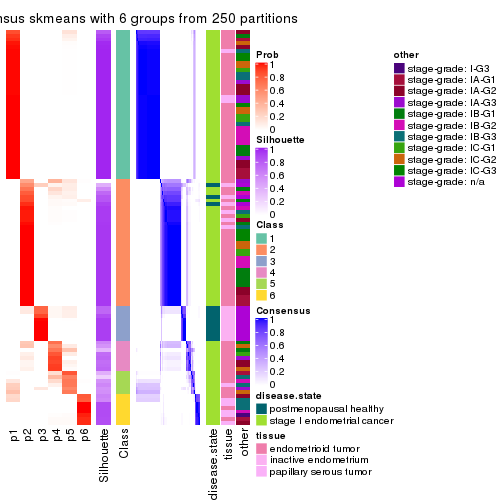 nsus skmeans with 6 groups from 250 partitions
Prob
1
0.8
0.6
0.4
0.2
0
Silhouette
1
0.8
0.6
0.4
0.2
0
Class
1
2
3
4
5
6
Consensus
1
0.8
0.6
0.4
0.2
0
disease.state
postmenopausal healthy
stage I endometrial cancer
tissue
endometrioid tumor
inactive endometrium
papillary serous tumor
other
stage-grade: I-G3
stage-grade: IA-G1
stage-grade: IA-G2
stage-grade: IA-G3
stage-grade: IB-G1
stage-grade: IB-G2
stage-grade: IB-G3
stage-grade: IC-G1
stage-grade: IC-G2
stage-grade: IC-G3
stage-grade: n/a
p1
p2
p3
p4
p5
p6
Silhouette
Class
disease.state
tissue
other